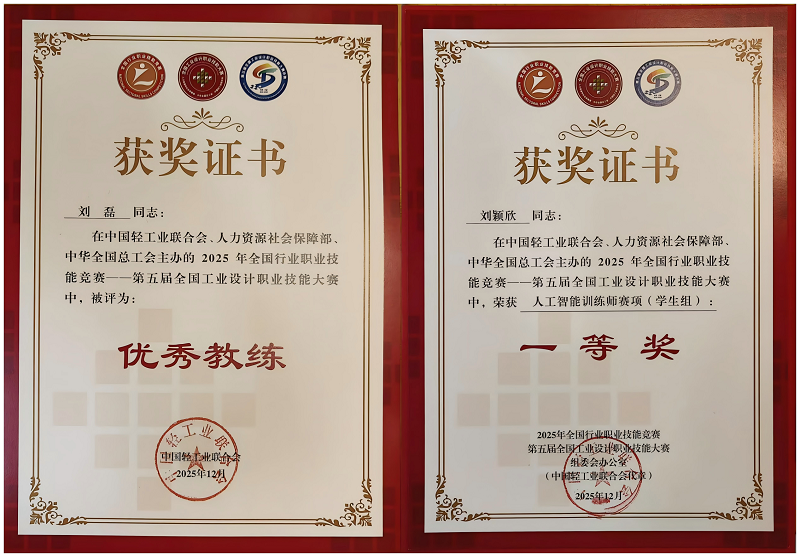 获奖证书
刘 磊 同志：
在中国轻工业联合会、人力资源社会保障部、
中华全国总工会主办的 2025 年全国行业职业技
能竞赛——第五届全国工业设计职业技能大赛
中，被评为：
优秀教练
中国轻工业联合会
2025年12月
获奖证书
刘颖欣 同志：
在中国轻工业联合会、人力资源社会保障部、
中华全国总工会主办的 2025 年全国行业职业技
能竞赛——第五届全国工业设计职业技能大赛
中，荣获 人工智能训练师赛项（学生组）：
一等奖
2025年全国行业职业技能竞赛
第五届全国工业设计职业技能大赛
组委会办公室
（中国轻工业联合会代章）
2025年12月